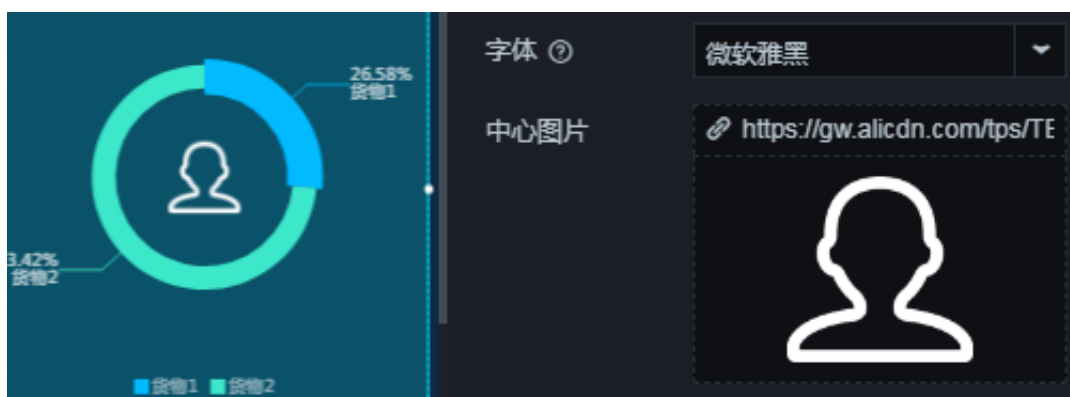 26.58%
货物1
3.42%
货物2
货物1 货物2
字体
微软雅黑
中心图片
https://gw.alicdn.com/tps/TE